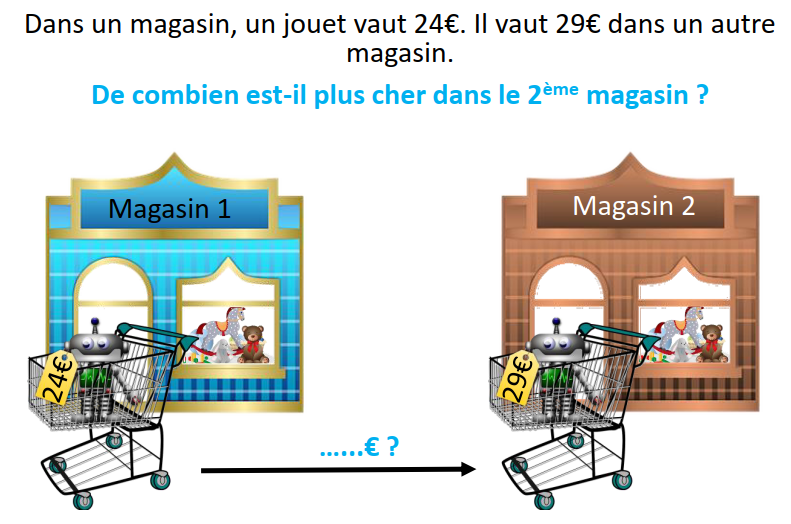 Dans un magasin, un jouet vaut 24€. Il vaut 29€ dans un autre
magasin.
De combien est-il plus cher dans le 2ème magasin ?
Magasin 1
Magasin 2
24€
29€
…...€ ?